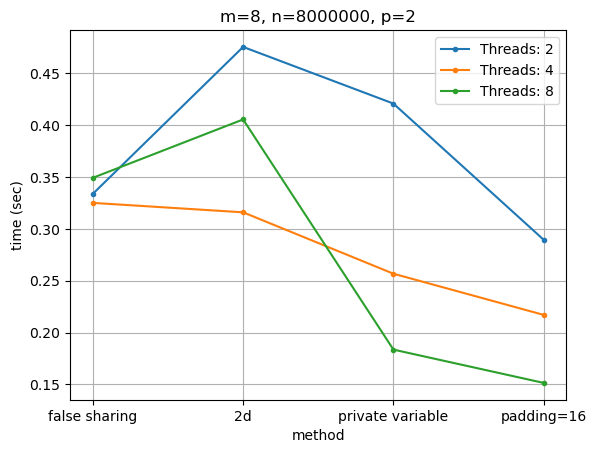 m=8, n=8000000, p=2
Threads: 2
Threads: 4
Threads: 8
time (sec)
0.45
0.40
0.35
0.30
0.25
0.20
0.15
false sharing
2d
private variable
padding=16
method